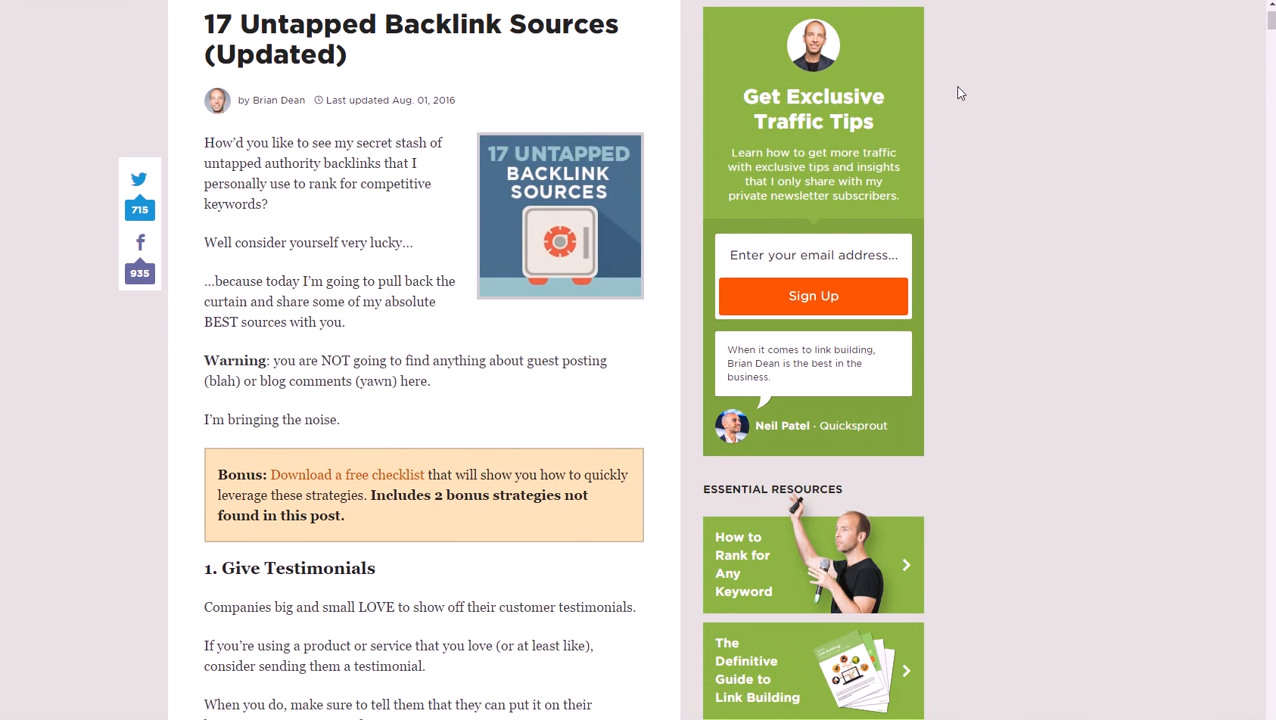 17 Untapped Backlink Sources
(Updated)
by Brian Dean Last updated Aug. 01, 2016
How’d you like to see my secret stash of
untapped authority backlinks that I
personally use to rank for competitive
keywords?
17 UNTAPPED
BACKLINK
SOURCES
Well consider yourself very lucky…
…because today I’m going to pull back the
curtain and share some of my absolute
BEST sources with you.
Warning: you are NOT going to find anything about guest posting
(blah) or blog comments (yawn) here.
I’m bringing the noise.
Bonus: Download a free checklist that will show you how to quickly
leverage these strategies. Includes 2 bonus strategies not
found in this post.
1. Give Testimonials
Companies big and small LOVE to show off their customer testimonials.
If you’re using a product or service that you love (or at least like),
consider sending them a testimonial.
When you do, make sure to tell them that they can put it on their
715
935
Get Exclusive
Traffic Tips
Learn how to get more traffic
with exclusive tips and insights
that I only share with my
private newsletter subscribers.
Enter your email address...
Sign Up
When it comes to link building,
Brian Dean is the best in the
business.
Neil Patel · Quicksprout
ESSENTIAL RESOURCES
How to
Rank for
Any
Keyword
The
Definitive
Guide to
Link Building